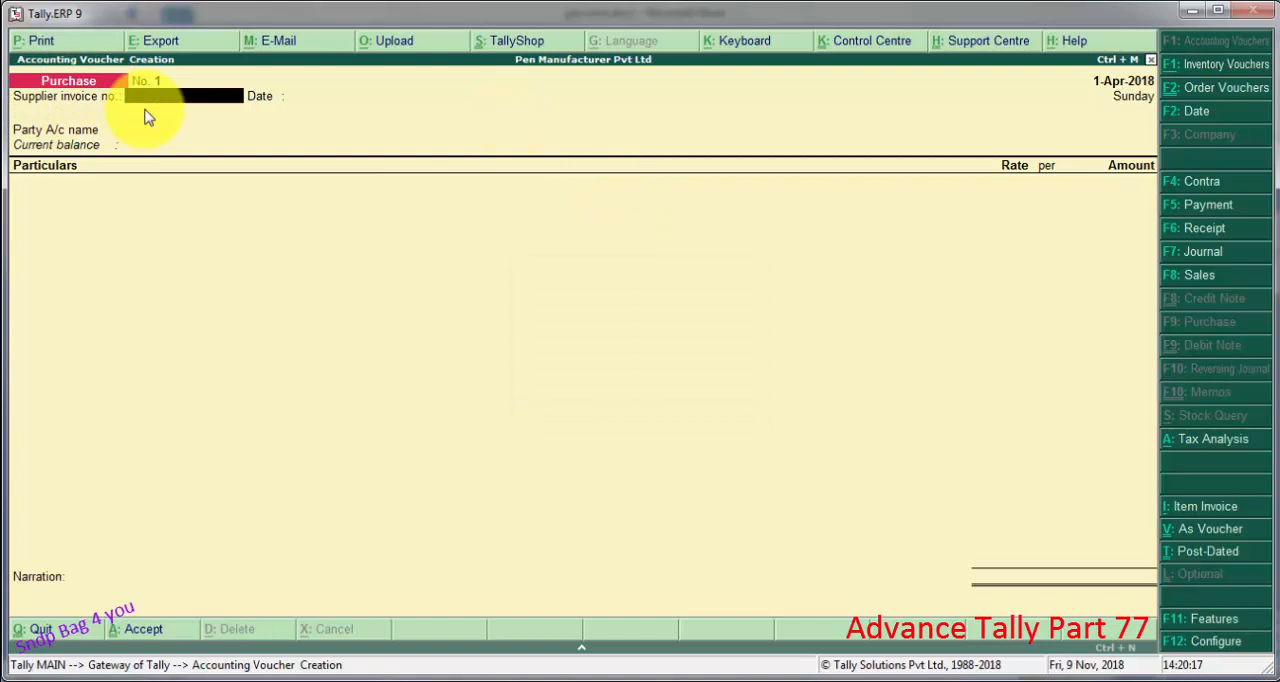 Tally.ERP 9
P: Print E: Export M: E-Mail O: Upload S: TallyShop G: Language K: Keyboard K: Control Centre H: Support Centre H: Help
Accounting Voucher Creation Pen Manufacturer Pvt Ltd Ctrl + M
Purchase No. 1 1-Apr-2018
Supplier invoice no.: Date : Sunday
Party A/c name
Current balance :
Particulars Rate per Amount
Narration:
F1: Accounting Vouchers
F1: Inventory Vouchers
F2: Order Vouchers
F2: Date
F3: Company
F4: Contra
F5: Payment
F6: Receipt
F7: Journal
F8: Sales
F8: Credit Note
F9: Purchase
F9: Debit Note
F10: Reversing Journal
F10: Memos
S: Stock Query
A: Tax Analysis
I: Item Invoice
V: As Voucher
T: Post-Dated
L: Optional
F11: Features
F12: Configure
Sndp Bag 4 you
Advance Tally Part 77
Q: Quit A: Accept D: Delete X: Cancel
Ctrl + N
Tally MAIN --> Gateway of Tally --> Accounting Voucher Creation © Tally Solutions Pvt Ltd., 1988-2018 Fri, 9 Nov, 2018 14:20:17